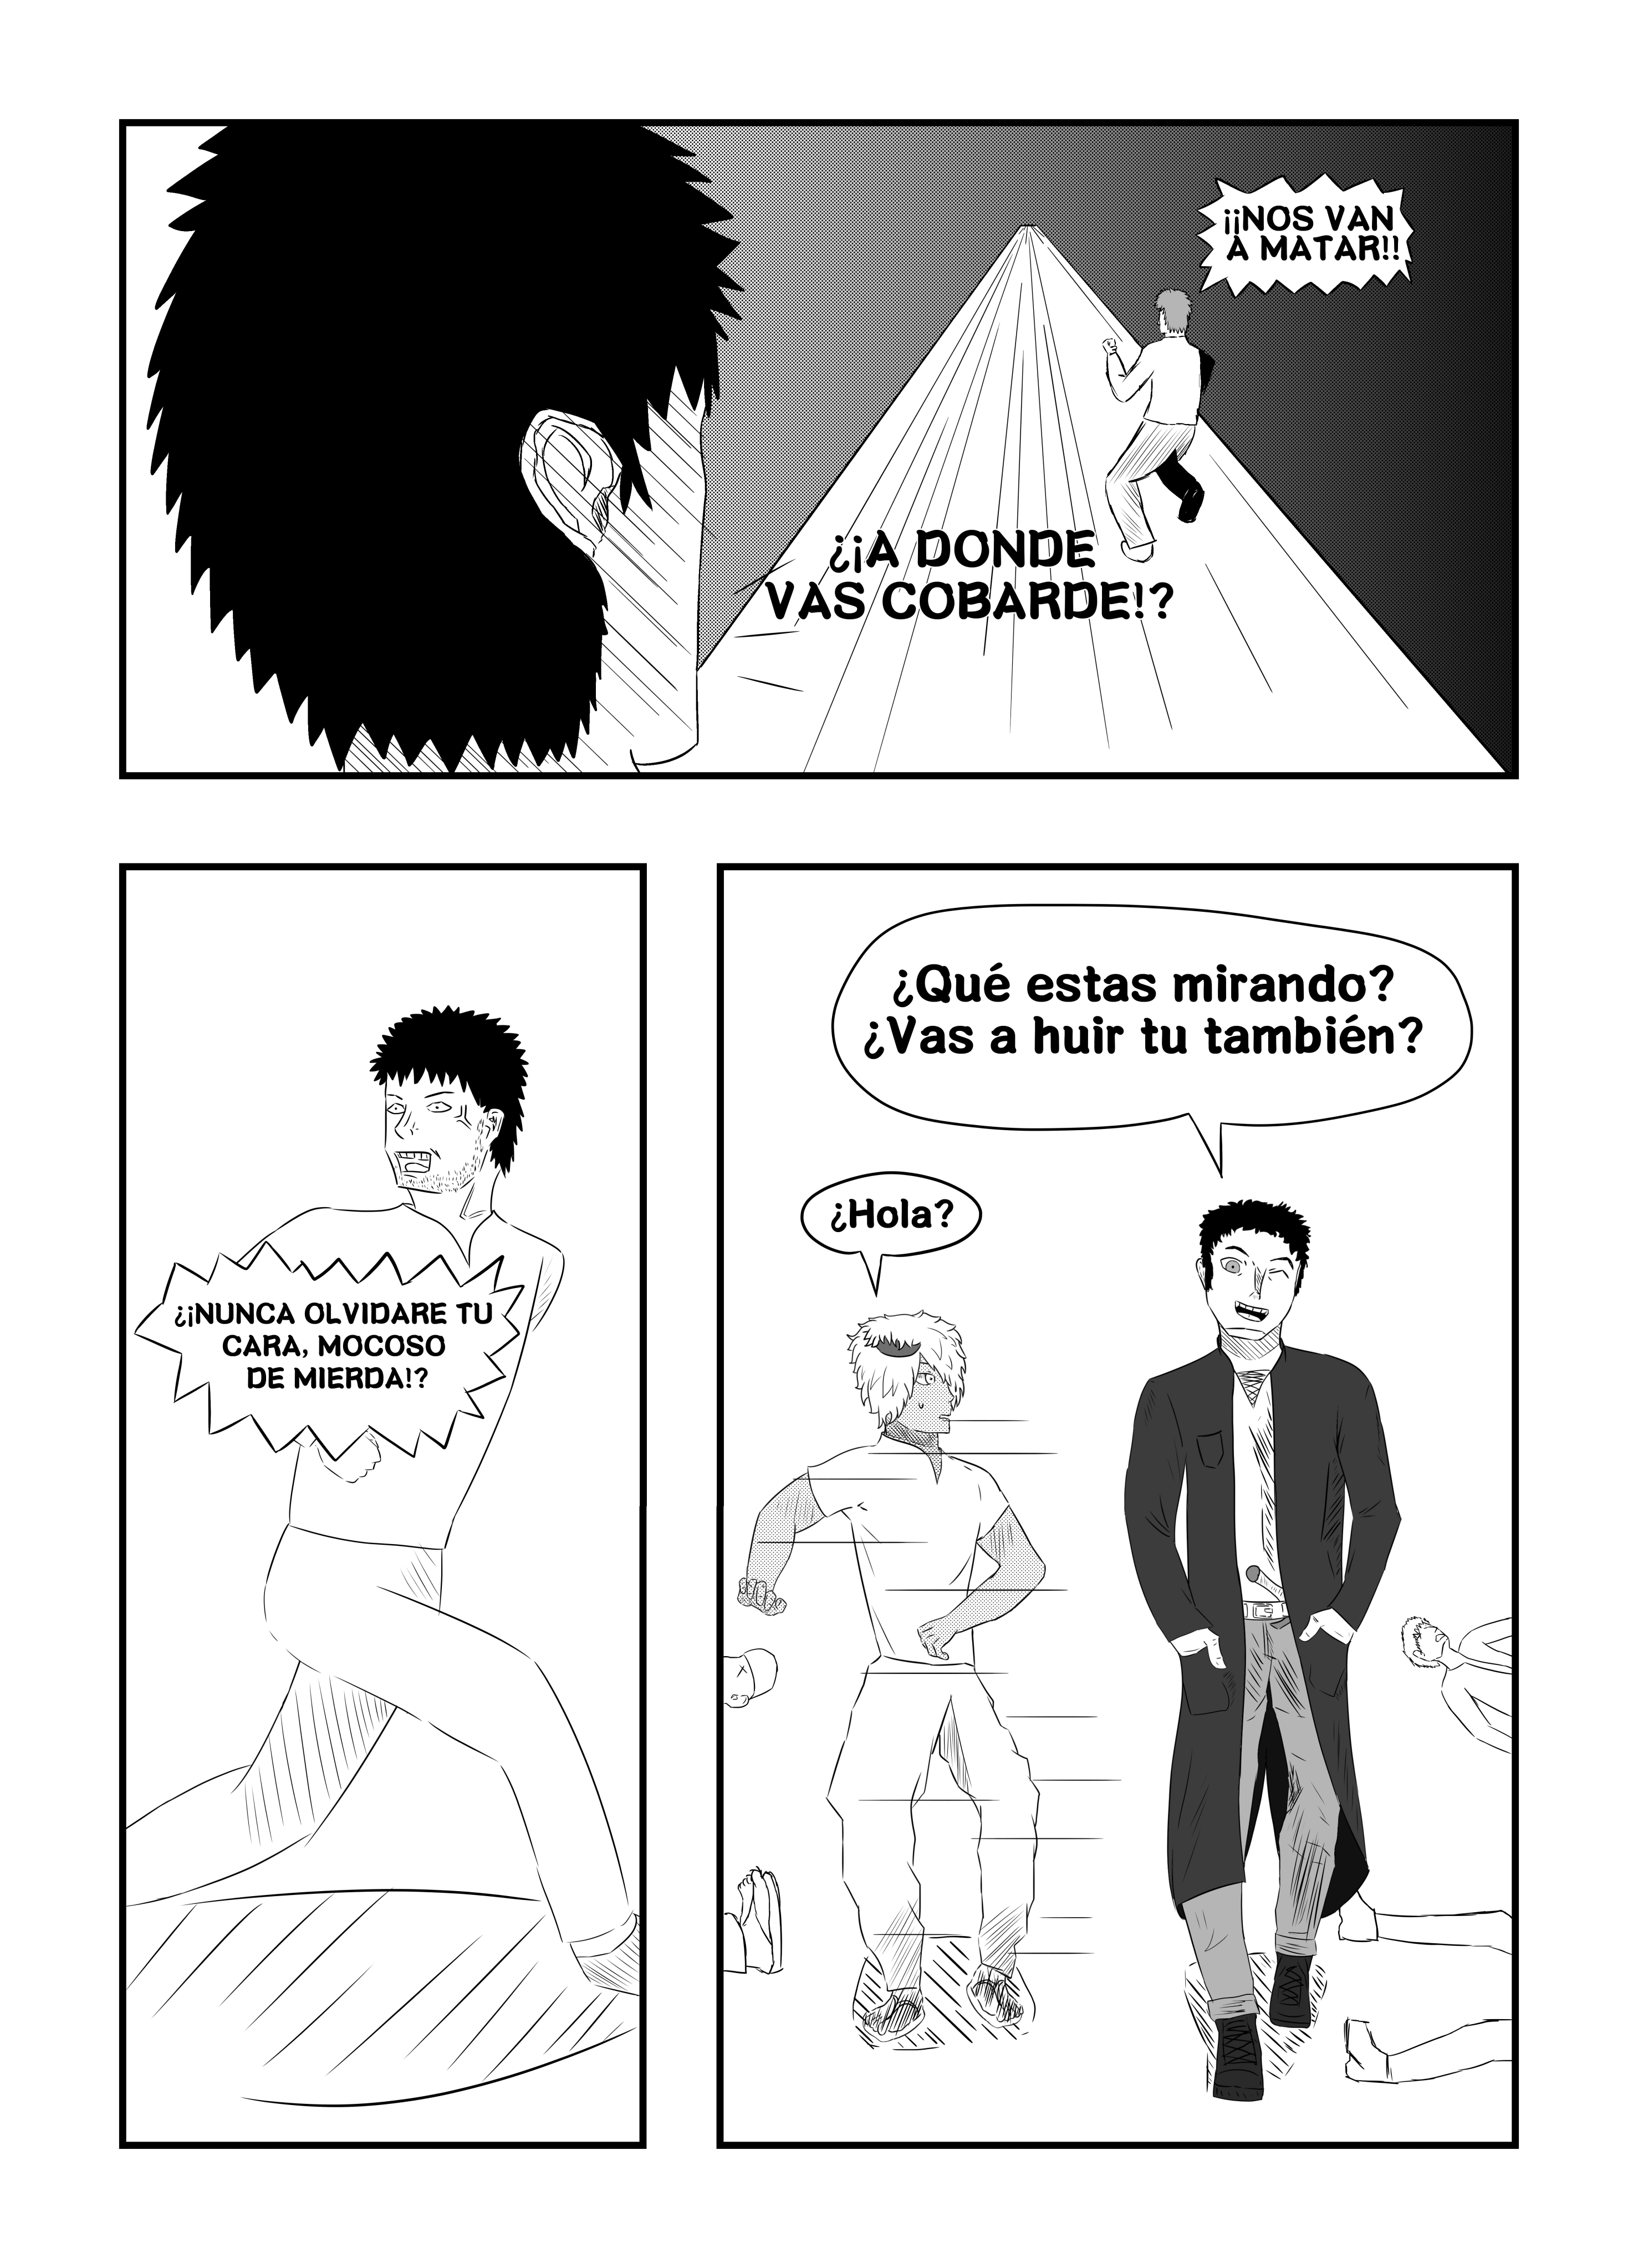 ¡¡NOS VAN
A MATAR!!
¿¡A DONDE
VAS COBARDE!?
¿¡NUNCA OLVIDARE TU
CARA, MOCOSO
DE MIERDA!?
¿Qué estas mirando?
¿Vas a huir tu también?
¿Hola?